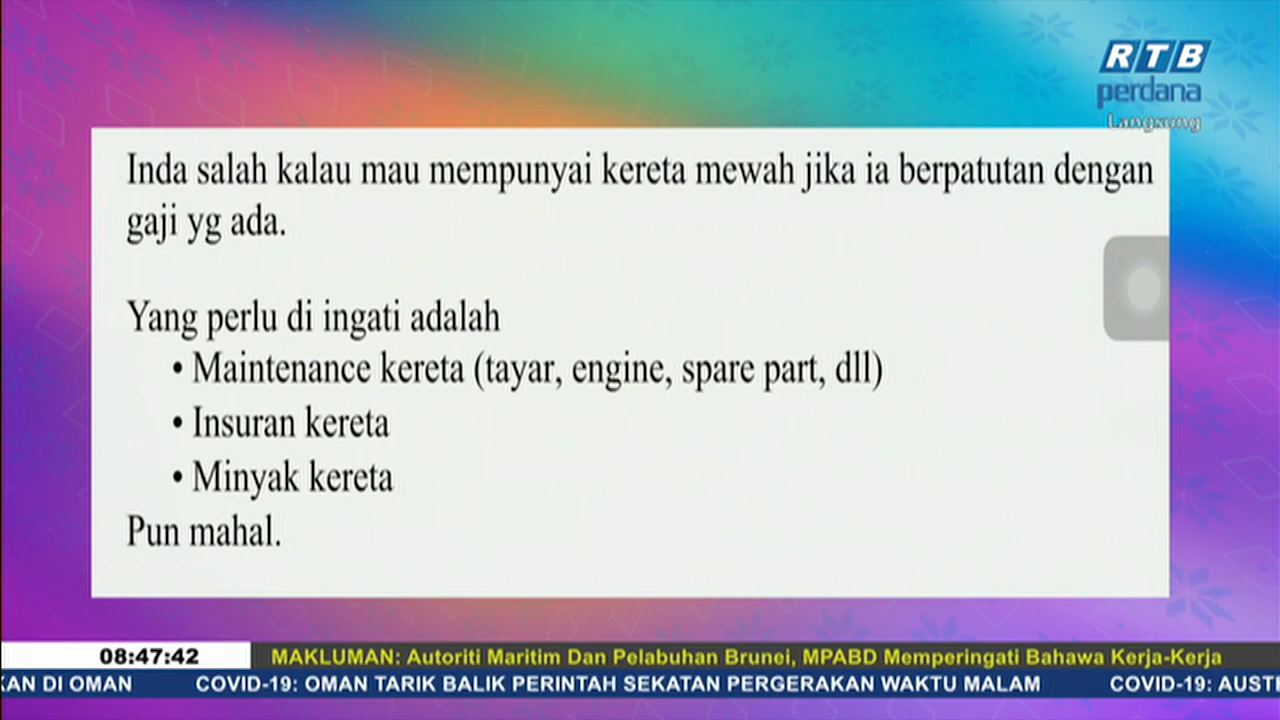 RTB
perdana
Langsung
Inda salah kalau mau mempunyai kereta mewah jika ia berpatutan dengan
gaji yg ada.
Yang perlu di ingati adalah
• Maintenance kereta (tayar, engine, spare part, dll)
• Insuran kereta
• Minyak kereta
Pun mahal.
08:47:42
MAKLUMAN: Autoriti Maritim Dan Pelabuhan Brunei, MPABD Memperingati Bahawa Kerja-Kerja
KAN DI OMAN COVID-19: OMAN TARIK BALIK PERINTAH SEKATAN PERGERAKAN WAKTU MALAM COVID-19: AUST